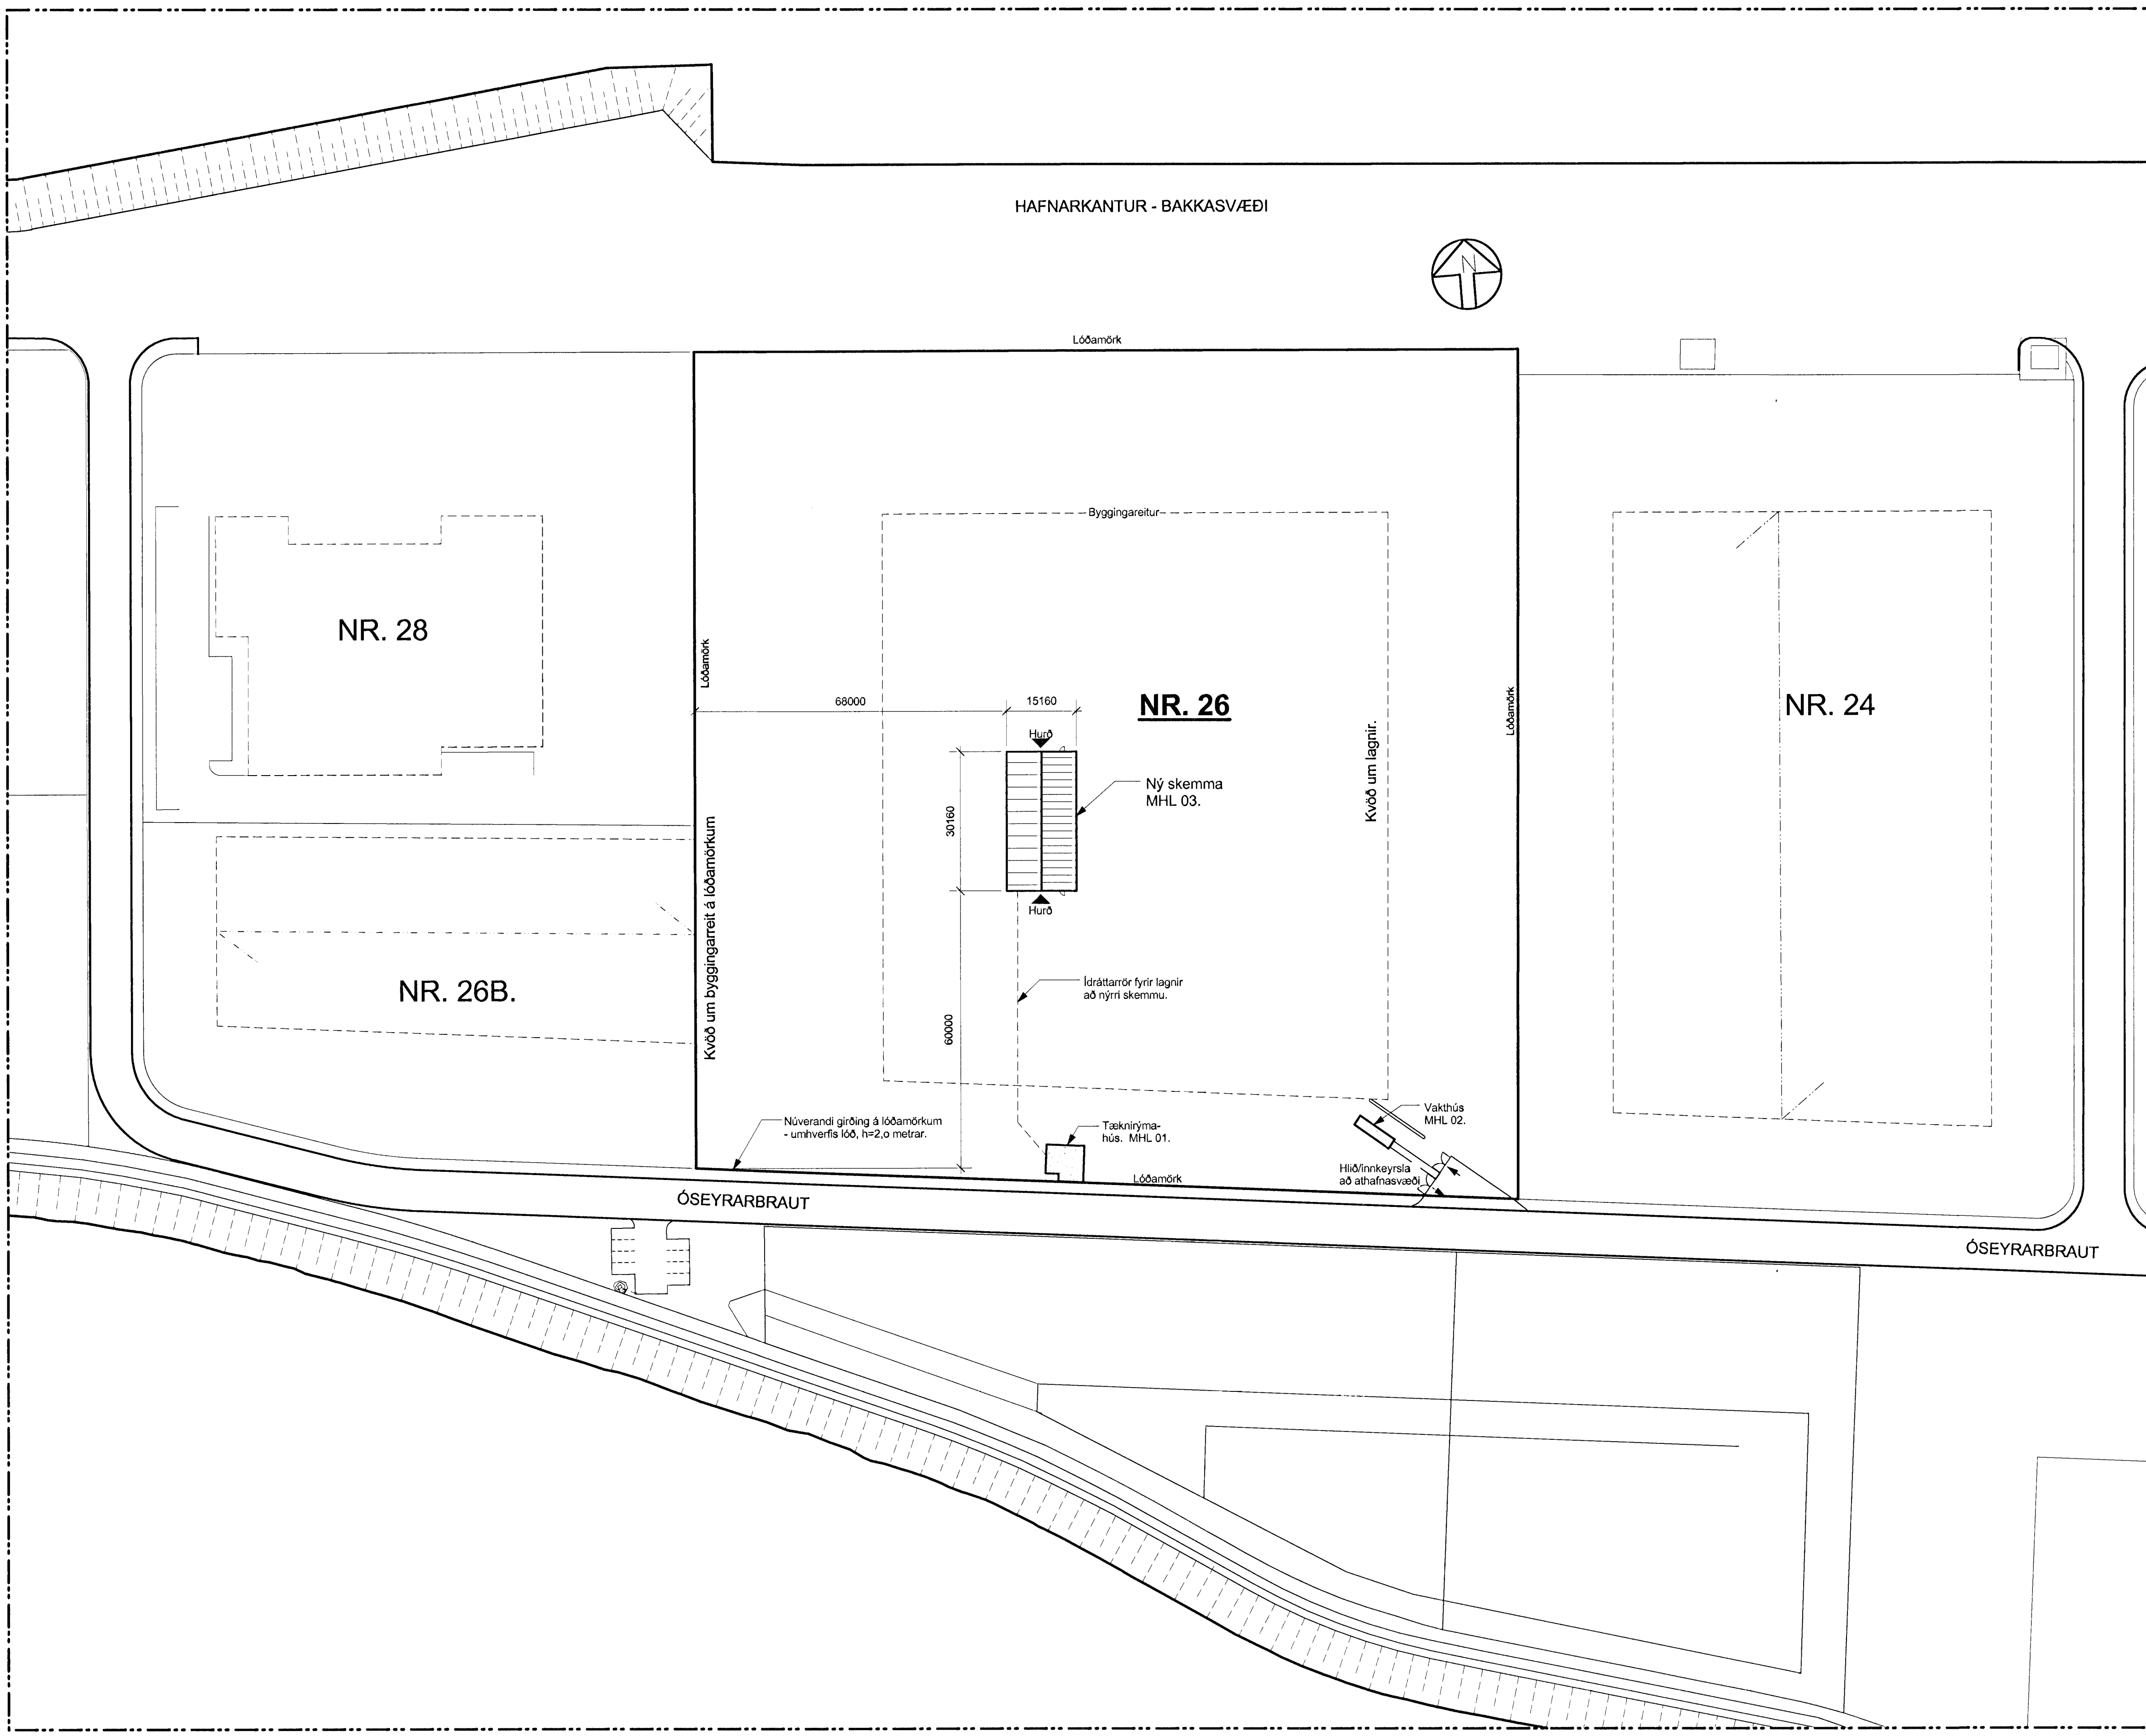 HAFNARKANTUR - BAKKASVÆÐI
N
Lóðamörk
Byggingareitur
NR. 28
Lóðamörk
68000
15160
NR. 26
Lóðamörk
NR. 24
Hurð
Kvöð um lagnir.
Ný skemma
MHL 03.
30160
Kvöð um byggingarreit á lóðamörkum
Hurð
NR. 26B.
Ídráttarrör fyrir lagnir
að nýrri skemmu.
60000
Núverandi girðing á lóðamörkum
- umhverfis lóð, h=2,o metrar.
Tæknirýma-
hús. MHL 01.
Vakthús
MHL 02.
Hlið/innkeyrsla
að athafnasvæði
Lóðamörk
ÓSEYRARBRAUT
ÓSEYRARBRAUT